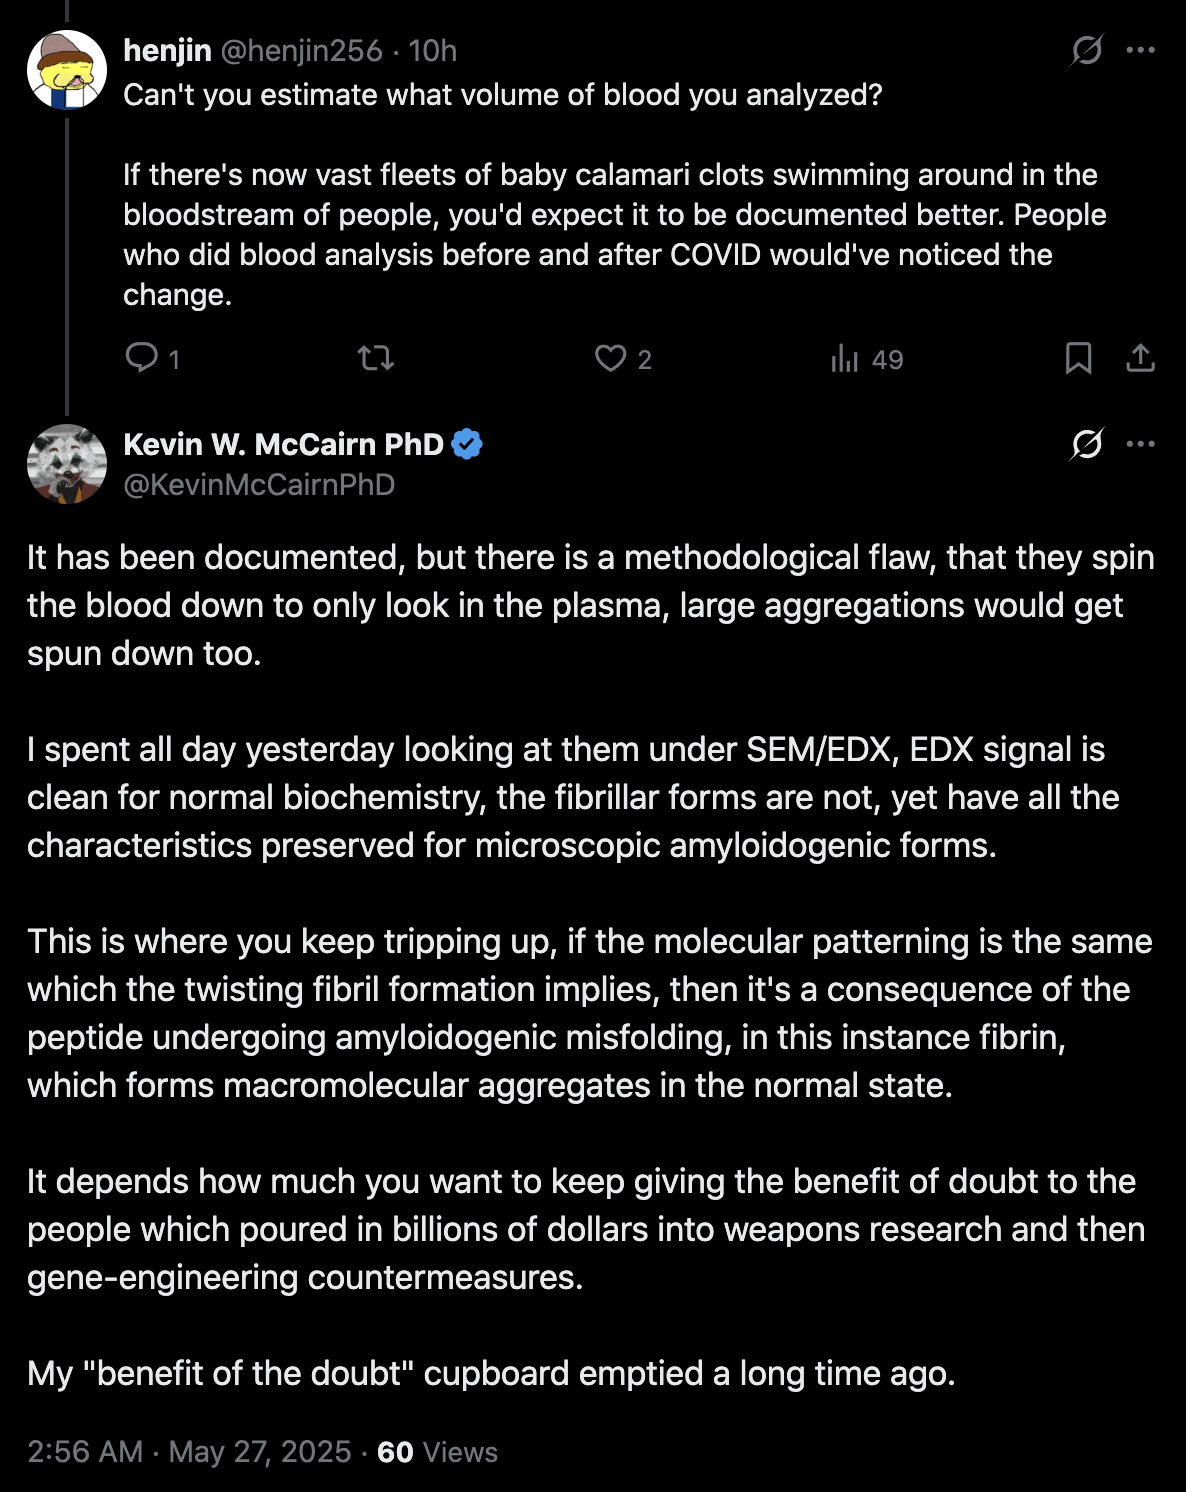 henjin @henjin256 · 10h
Can't you estimate what volume of blood you analyzed?
If there's now vast fleets of baby calamari clots swimming around in the
bloodstream of people, you'd expect it to be documented better. People
who did blood analysis before and after COVID would've noticed the
change.
1 2 49
Kevin W. McCairn PhD
@KevinMcCairnPhD
It has been documented, but there is a methodological flaw, that they spin
the blood down to only look in the plasma, large aggregations would get
spun down too.
I spent all day yesterday looking at them under SEM/EDX, EDX signal is
clean for normal biochemistry, the fibrillar forms are not, yet have all the
characteristics preserved for microscopic amyloidogenic forms.
This is where you keep tripping up, if the molecular patterning is the same
which the twisting fibril formation implies, then it's a consequence of the
peptide undergoing amyloidogenic misfolding, in this instance fibrin,
which forms macromolecular aggregates in the normal state.
It depends how much you want to keep giving the benefit of doubt to the
people which poured in billions of dollars into weapons research and then
gene-engineering countermeasures.
My "benefit of the doubt" cupboard emptied a long time ago.
2:56 AM · May 27, 2025 · 60 Views